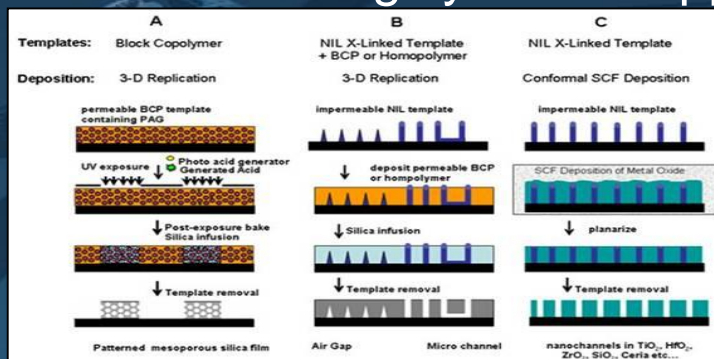 A
B
C
Templates:
Block Copolymer
NIL X-Linked Template
+ BCP or Homopolymer
NIL X-Linked Template
Deposition:
3-D Replication
3-D Replication
Conformal SCF Deposition
permeable BCP template
containing PAG
UV exposure
Photo acid generator
Generated Acid
Post-exposure bake
Silica infusion
Template removal
Patterned mesoporous silica film
impermeable NIL template
deposit permeable BCP
or hompolymer
Silica infusion
Template removal
Air Gap
Micro channel
impermeable NIL template
SCF Deposition of Metal Oxide
planarize
Template removal
nanochannels in TiO₂, HfO₂,
ZrO₂, SiO₂, Ceria etc...